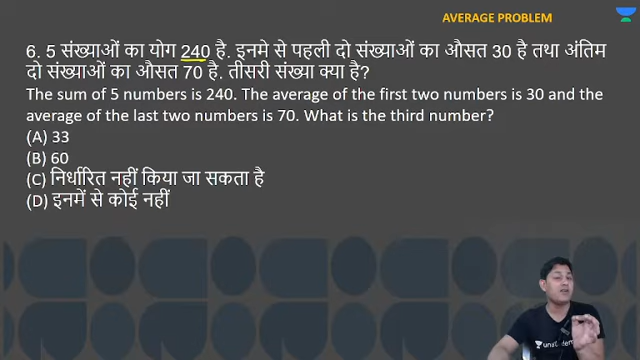 AVERAGE PROBLEM
6. 5 संख्याओं का योग 240 है. इनमे से पहली दो संख्याओं का औसत 30 है तथा अंतिम
दो संख्याओं का औसत 70 है. तीसरी संख्या क्या है?
The sum of 5 numbers is 240. The average of the first two numbers is 30 and the
average of the last two numbers is 70. What is the third number?
(A) 33
(B) 60
(C) निर्धारित नहीं किया जा सकता है
(D) इनमें से कोई नहीं